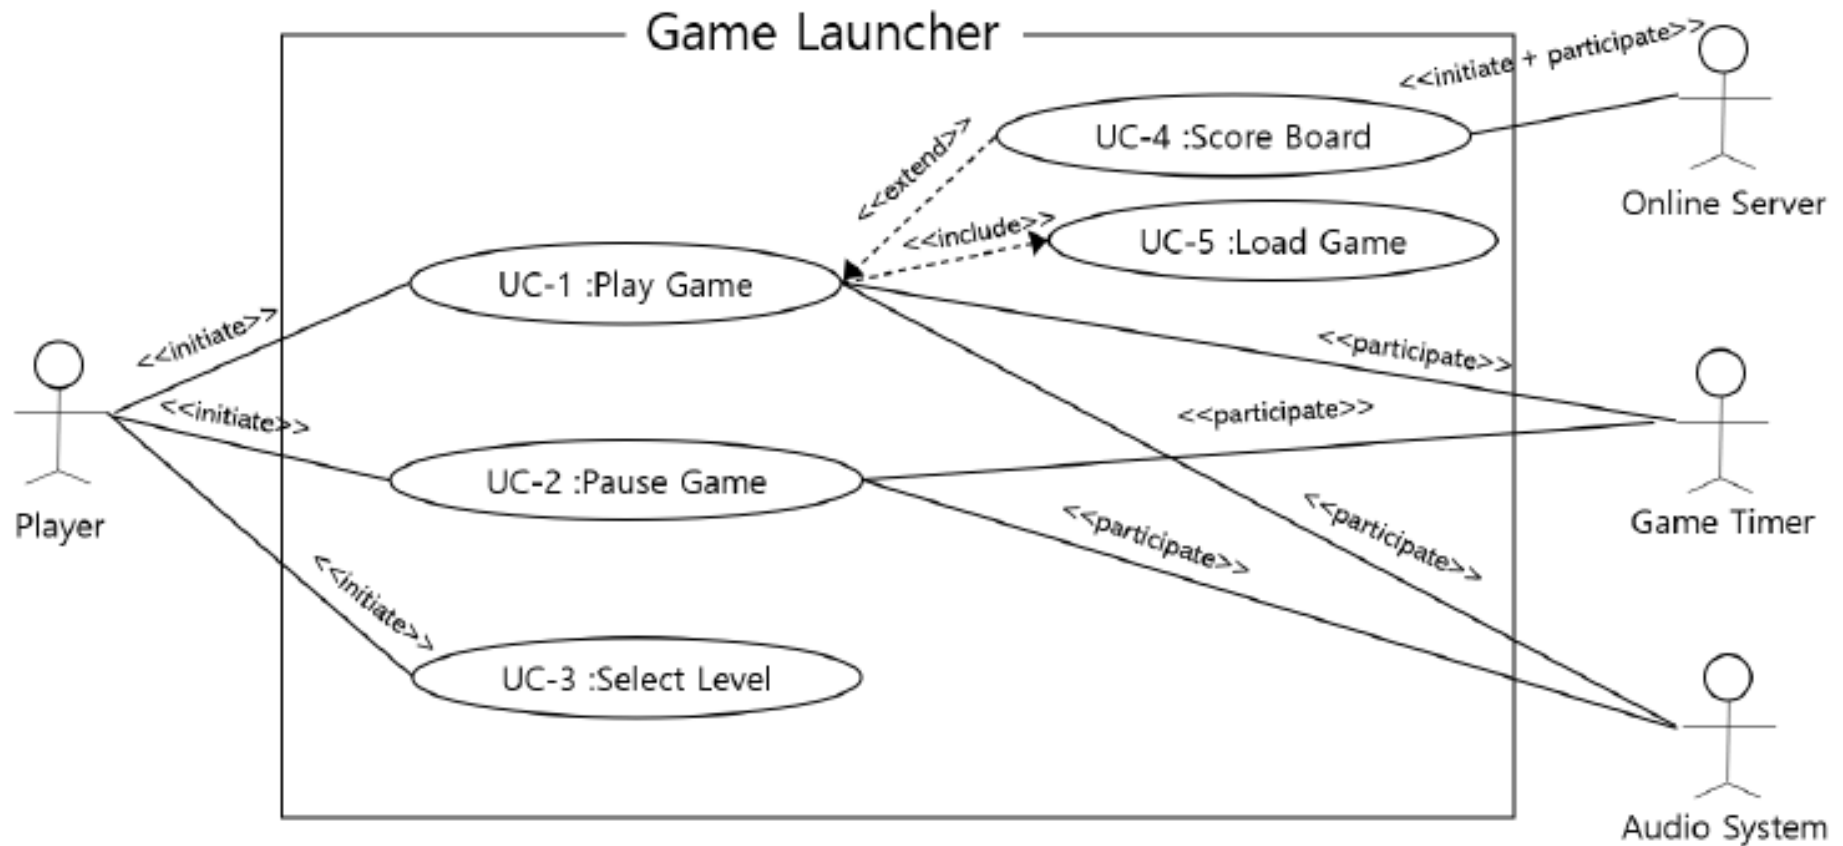 Game Launcher
<<initiate + participate>>
UC-4 :Score Board
<<extend>>
Online Server
<<include>>
UC-5 :Load Game
UC-1 :Play Game
<<initiate>>
<<participate>>
<<initiate>>
<<participate>>
UC-2 :Pause Game
Player
Game Timer
<<participate>>
<<participate>>
<<initiate>>
UC-3 :Select Level
Audio System